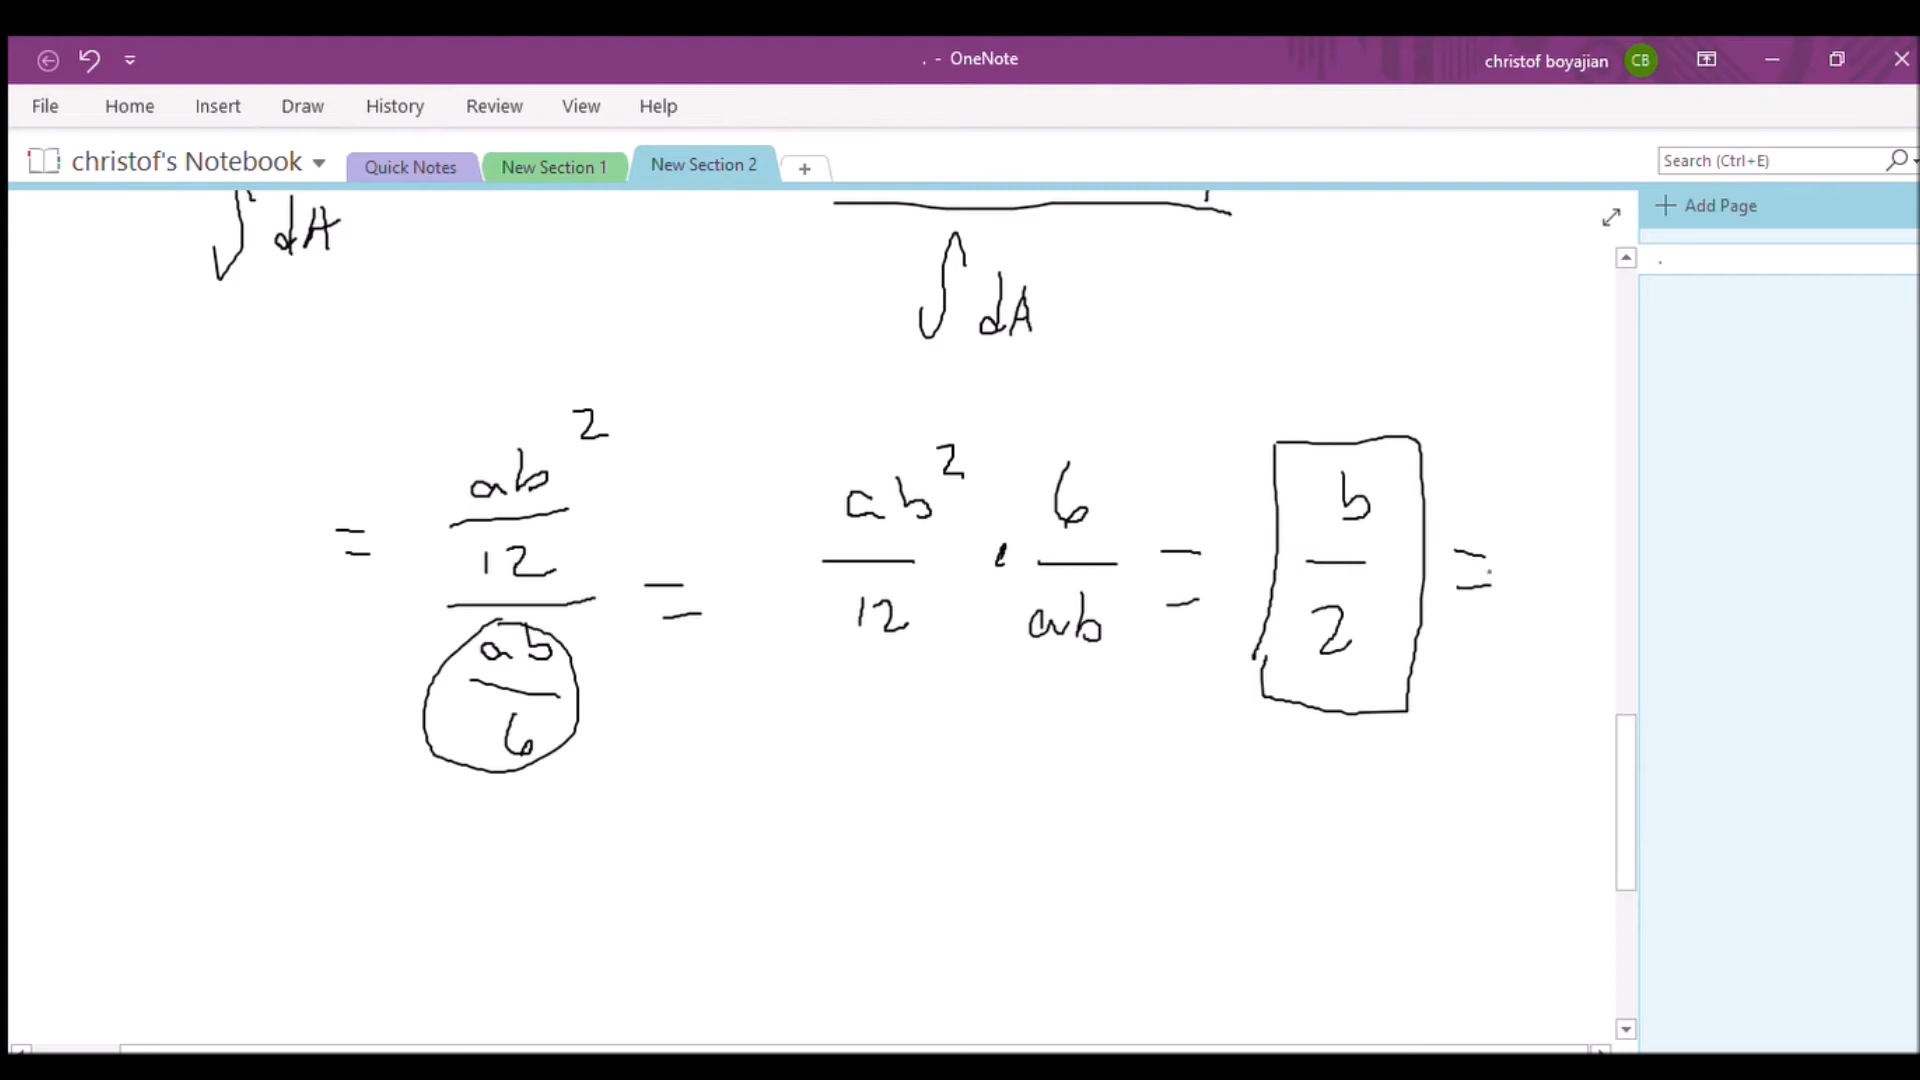 . - OneNote
christof boyajian CB
File Home Insert Draw History Review View Help
christof's Notebook Quick Notes New Section 1 New Section 2 +
Search (Ctrl+E)
+ Add Page
.
∫ dA
∫ dA
= (ab²/12)/(ab/6) = ab²/12 · 6/ab = b/2 =